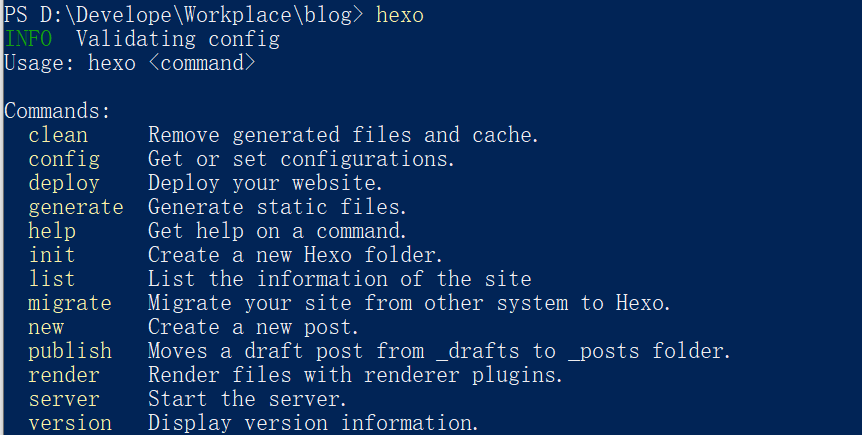 PS D:\Develope\Workplace\blog> hexo
INFO  Validating config
Usage: hexo <command>

Commands:
  clean     Remove generated files and cache.
  config    Get or set configurations.
  deploy    Deploy your website.
  generate  Generate static files.
  help      Get help on a command.
  init      Create a new Hexo folder.
  list      List the information of the site
  migrate   Migrate your site from other system to Hexo.
  new       Create a new post.
  publish   Moves a draft post from _drafts to _posts folder.
  render    Render files with renderer plugins.
  server    Start the server.
  version   Display version information.